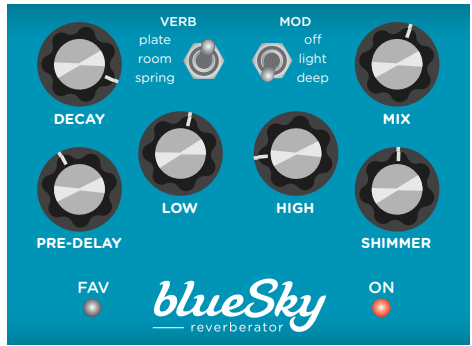 VERB
plate
room
spring
MOD
off
light
deep
DECAY
MIX
LOW
HIGH
PRE-DELAY
SHIMMER
FAV
ON
blueSky
reverberator